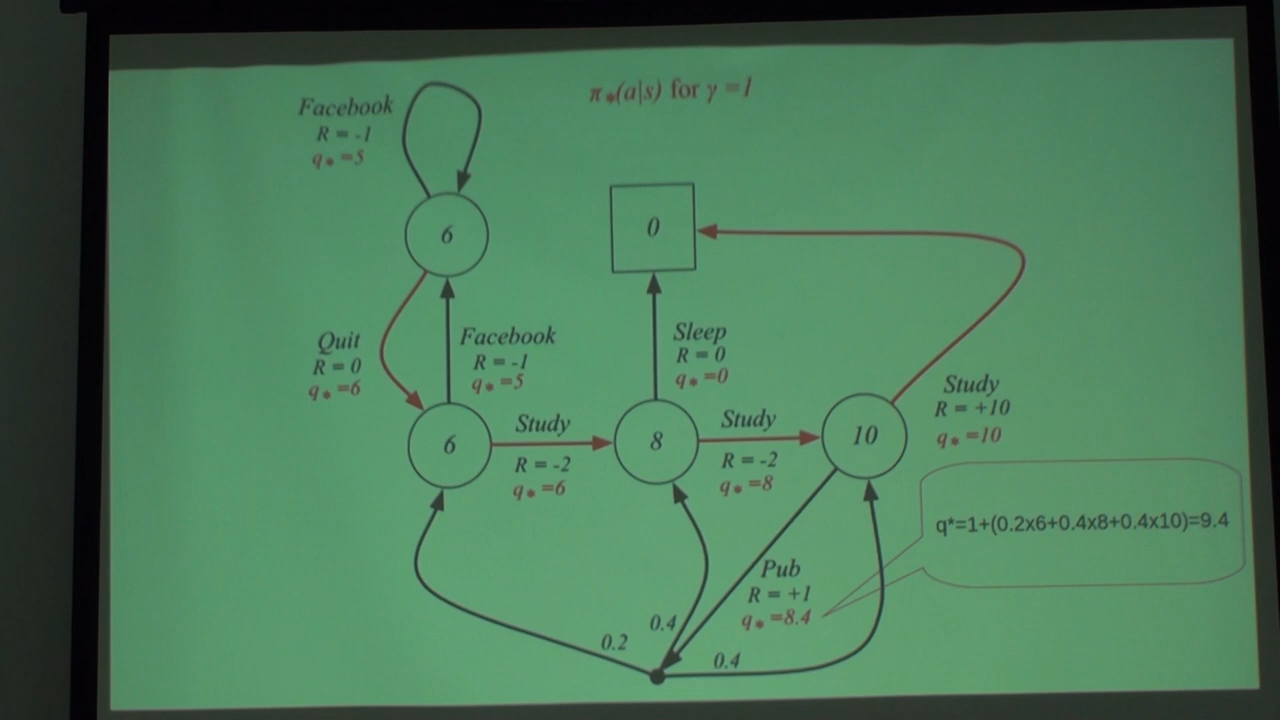 π*(a|s) for γ =1
Facebook
R = -1
q* =5
6
0
Quit
R = 0
q* =6
Facebook
R = -1
q* =5
Sleep
R = 0
q* =0
Study
R = +10
q* =10
6
Study
R = -2
q* =6
8
Study
R = -2
q* =8
10
q*=1+(0.2x6+0.4x8+0.4x10)=9.4
Pub
R = +1
q* =8.4
0.2
0.4
0.4